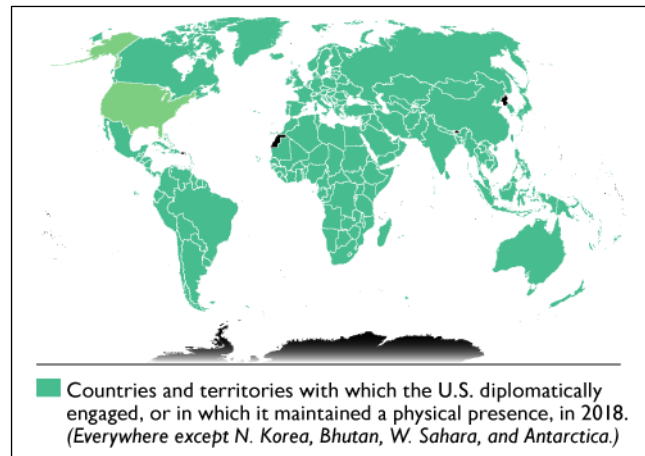 Countries and territories with which the U.S. diplomatically
engaged, or in which it maintained a physical presence, in 2018.
(Everywhere except N. Korea, Bhutan, W. Sahara, and Antarctica.)